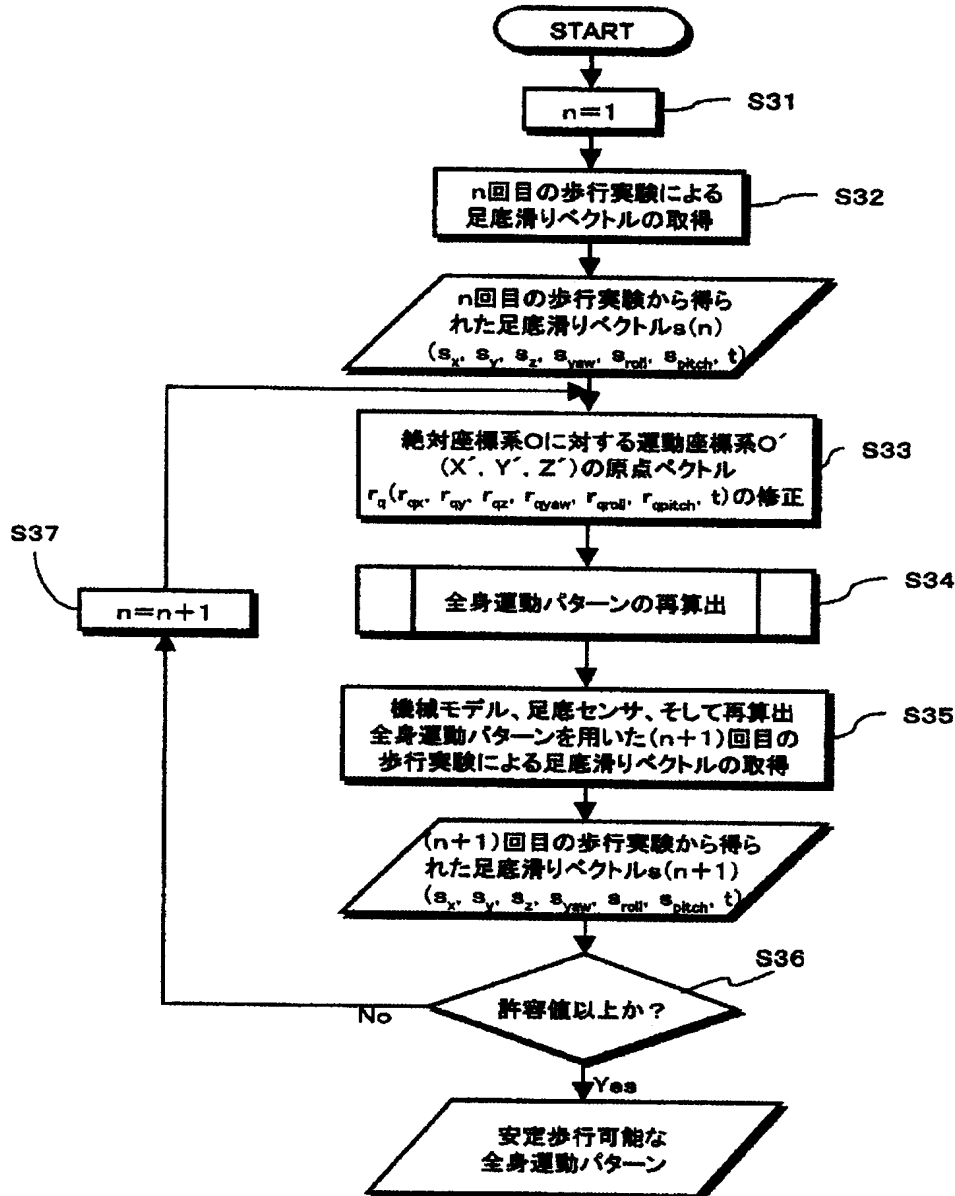 START
n=1
S31
n回目の歩行実験による
足底滑りベクトルの取得
S32
n回目の歩行実験から得ら
れた足底滑りベクトルs(n)
(sx, sy, sz, syaw, sroll, spitch, t)
絶対座標系Oに対する運動座標系O´
(X´, Y´, Z´)の原点ベクトル
rq(rqx, rqy, rqz, rqyaw, rqroll, rqpitch, t)の修正
S33
S37
n=n+1
全身運動パターンの再算出
S34
機械モデル、足底センサ、そして再算出
全身運動パターンを用いた(n+1)回目の
歩行実験による足底滑りベクトルの取得
S35
(n+1)回目の歩行実験から得ら
れた足底滑りベクトルs(n+1)
(sx, sy, sz, syaw, sroll, spitch, t)
S36
許容値以上か?
No
Yes
安定歩行可能な
全身運動パターン